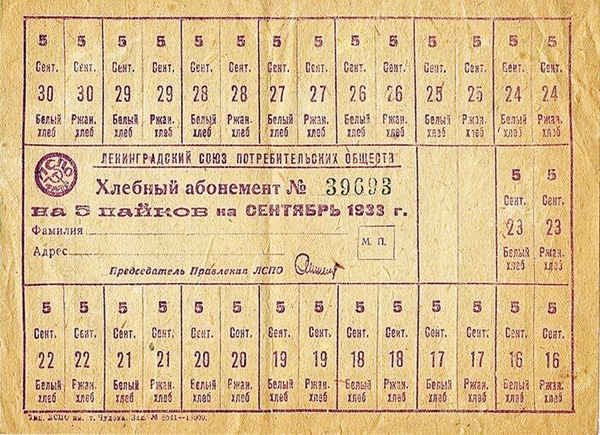 5 5 5 5 5 5 5 5 5 5 5 5 5 5
Сент. Сент. Сент. Сент. Сент. Сент. Сент. Сент. Сент. Сент. Сент. Сент. Сент. Сент.
30 30 29 29 28 28 27 27 26 26 25 25 24 24
Белый Ржан. Белый Ржан. Белый Ржан. Белый Ржан. Белый Ржан. Белый Ржан. Белый Ржан.
хлеб хлеб хлеб хлеб хлеб хлеб хлеб хлеб хлеб хлеб хлеб хлеб хлеб хлеб
ЛСПО
ЛЕНИНГРАДСКИЙ СОЮЗ ПОТРЕБИТЕЛЬСКИХ ОБЩЕСТВ
Хлебный абонемент № 39693
на 5 пайков на СЕНТЯБРЬ 1933 г.
Фамилия
Адрес
М. П.
Председатель Правления ЛСПО
5 5
Сент. Сент.
23 23
Белый Ржан.
хлеб хлеб
5 5 5 5 5 5 5 5 5 5 5 5 5 5
Сент. Сент. Сент. Сент. Сент. Сент. Сент. Сент. Сент. Сент. Сент. Сент. Сент. Сент.
22 22 21 21 20 20 19 19 18 18 17 17 16 16
Белый Ржан. Белый Ржан. Белый Ржан. Белый Ржан. Белый Ржан. Белый Ржан. Белый Ржан.
хлеб хлеб хлеб хлеб хлеб хлеб хлеб хлеб хлеб хлеб хлеб хлеб хлеб хлеб
Тип. ЛСПО им. т. Чудова. Зак. №